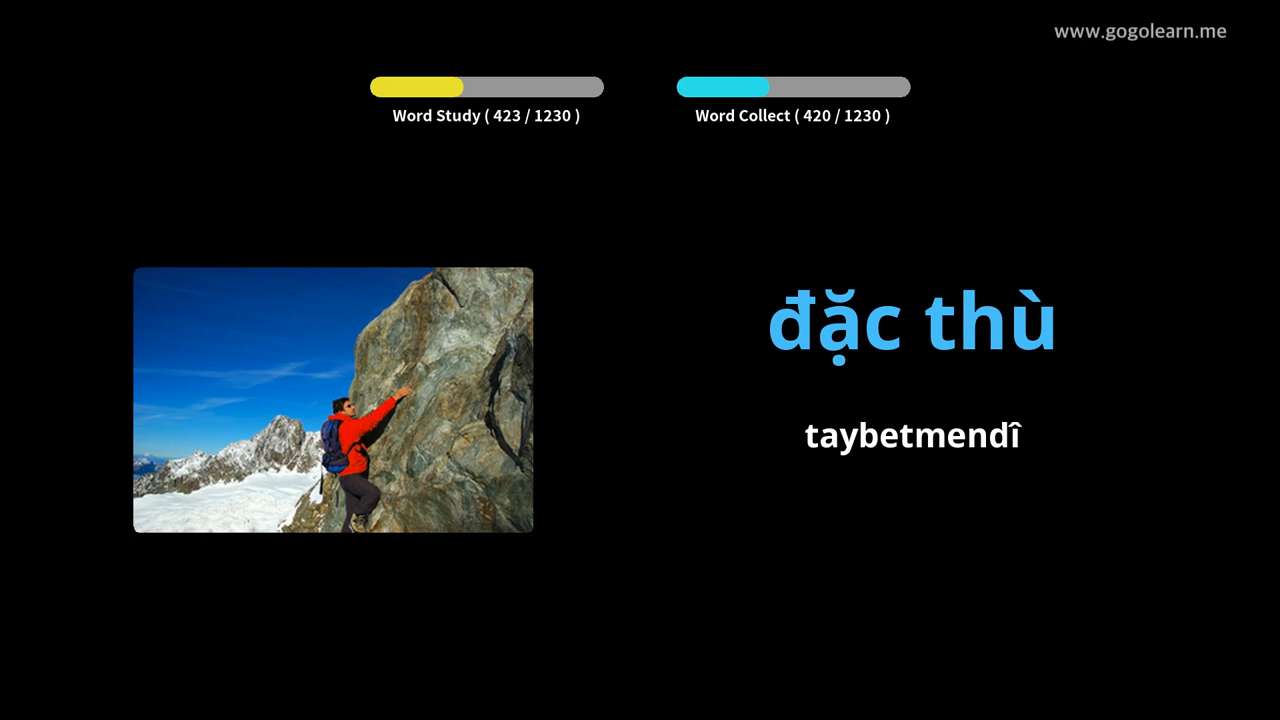 www.gogolearn.me
Word Study ( 423 / 1230 )
Word Collect ( 420 / 1230 )
đặc thù
taybetmendî